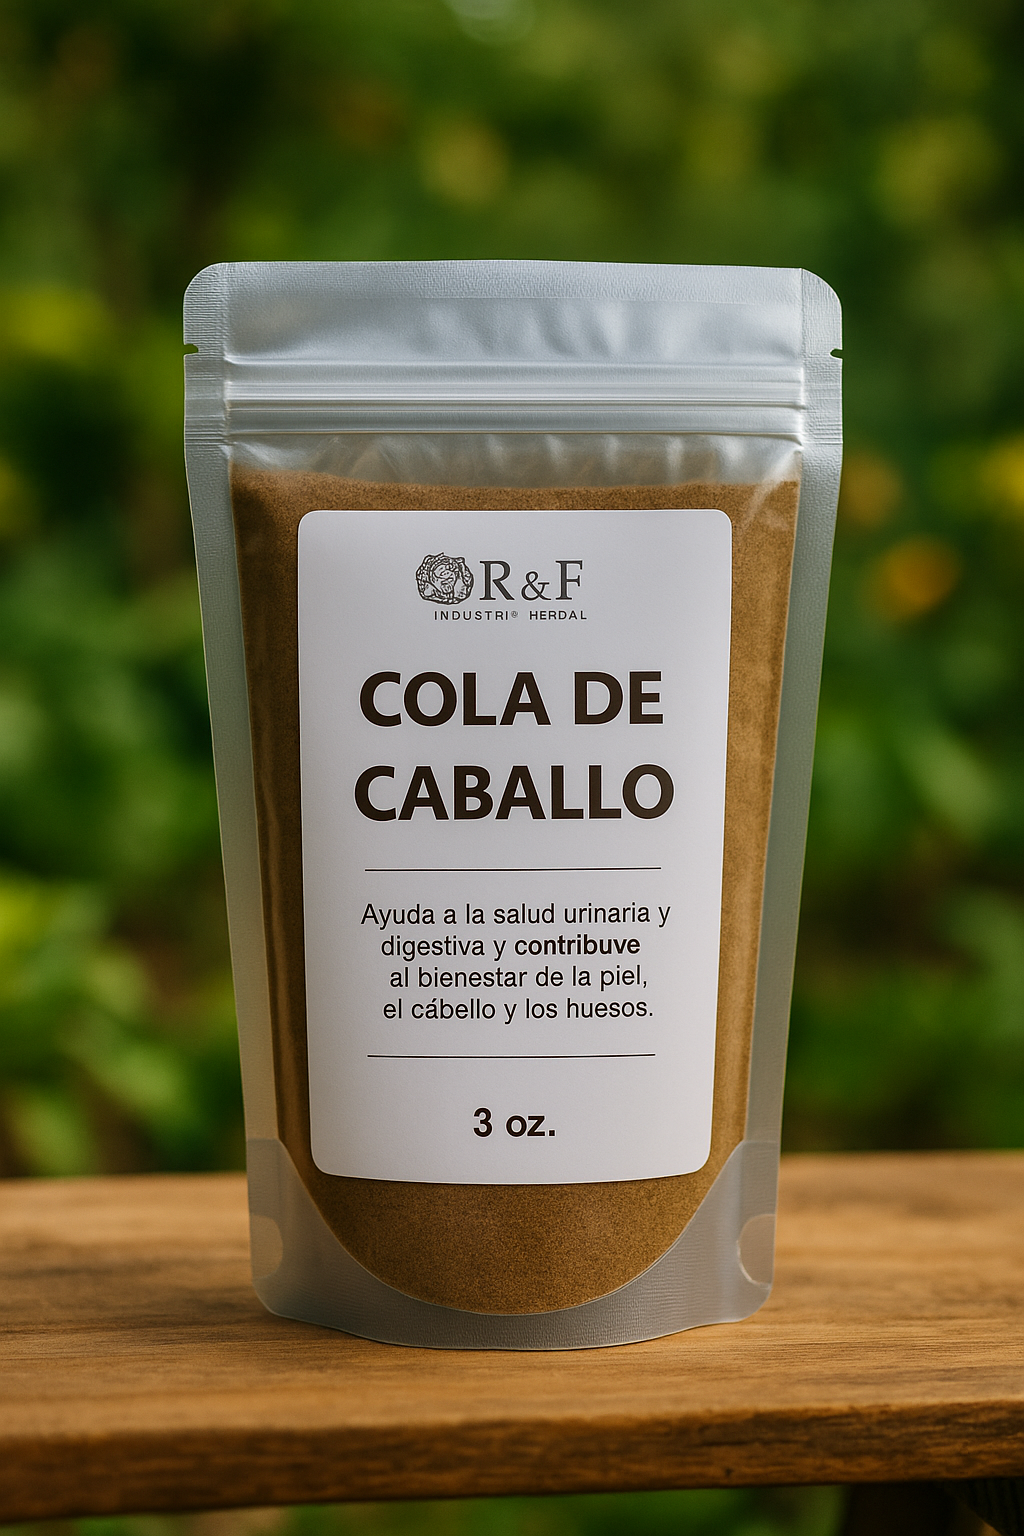 R&F
INDUSTRI® HERDAL
COLA DE
CABALLO
Ayuda a la salud urinaria y
digestiva y contribuve
al bienestar de la piel,
el cábello y los huesos.
3 oz.